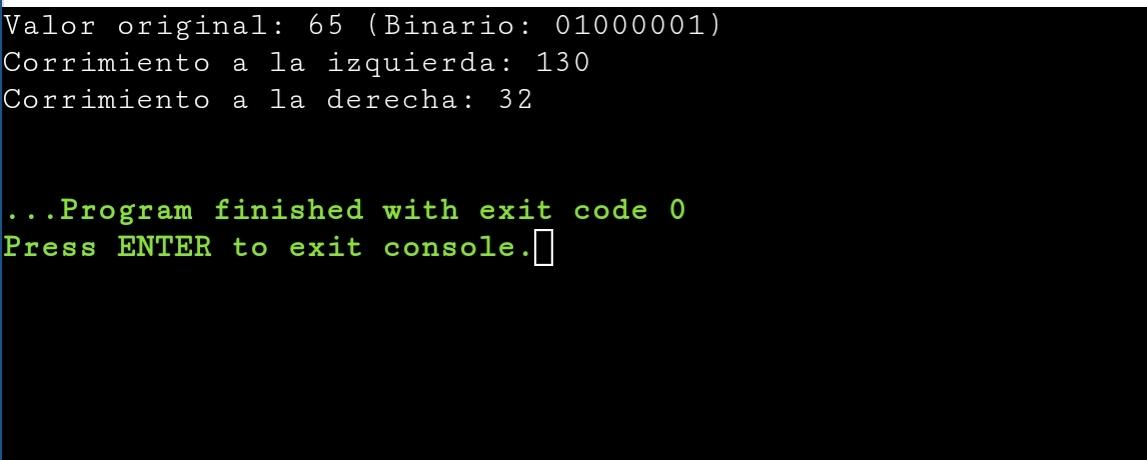 Valor original: 65 (Binario: 01000001)
Corrimiento a la izquierda: 130
Corrimiento a la derecha: 32
...Program finished with exit code 0
Press ENTER to exit console.